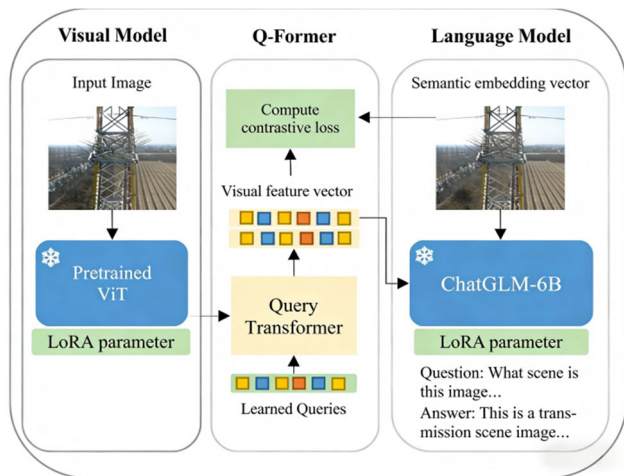 Visual Model
Q-Former
Language Model
Input Image
Pretrained
ViT
LoRA parameter
Compute
contrastive loss
Visual feature vector
Query
Transformer
Learned Queries
Semantic embedding vector
ChatGLM-6B
LoRA parameter
Question: What scene is
this image...
Answer: This is a trans-
mission scene image...